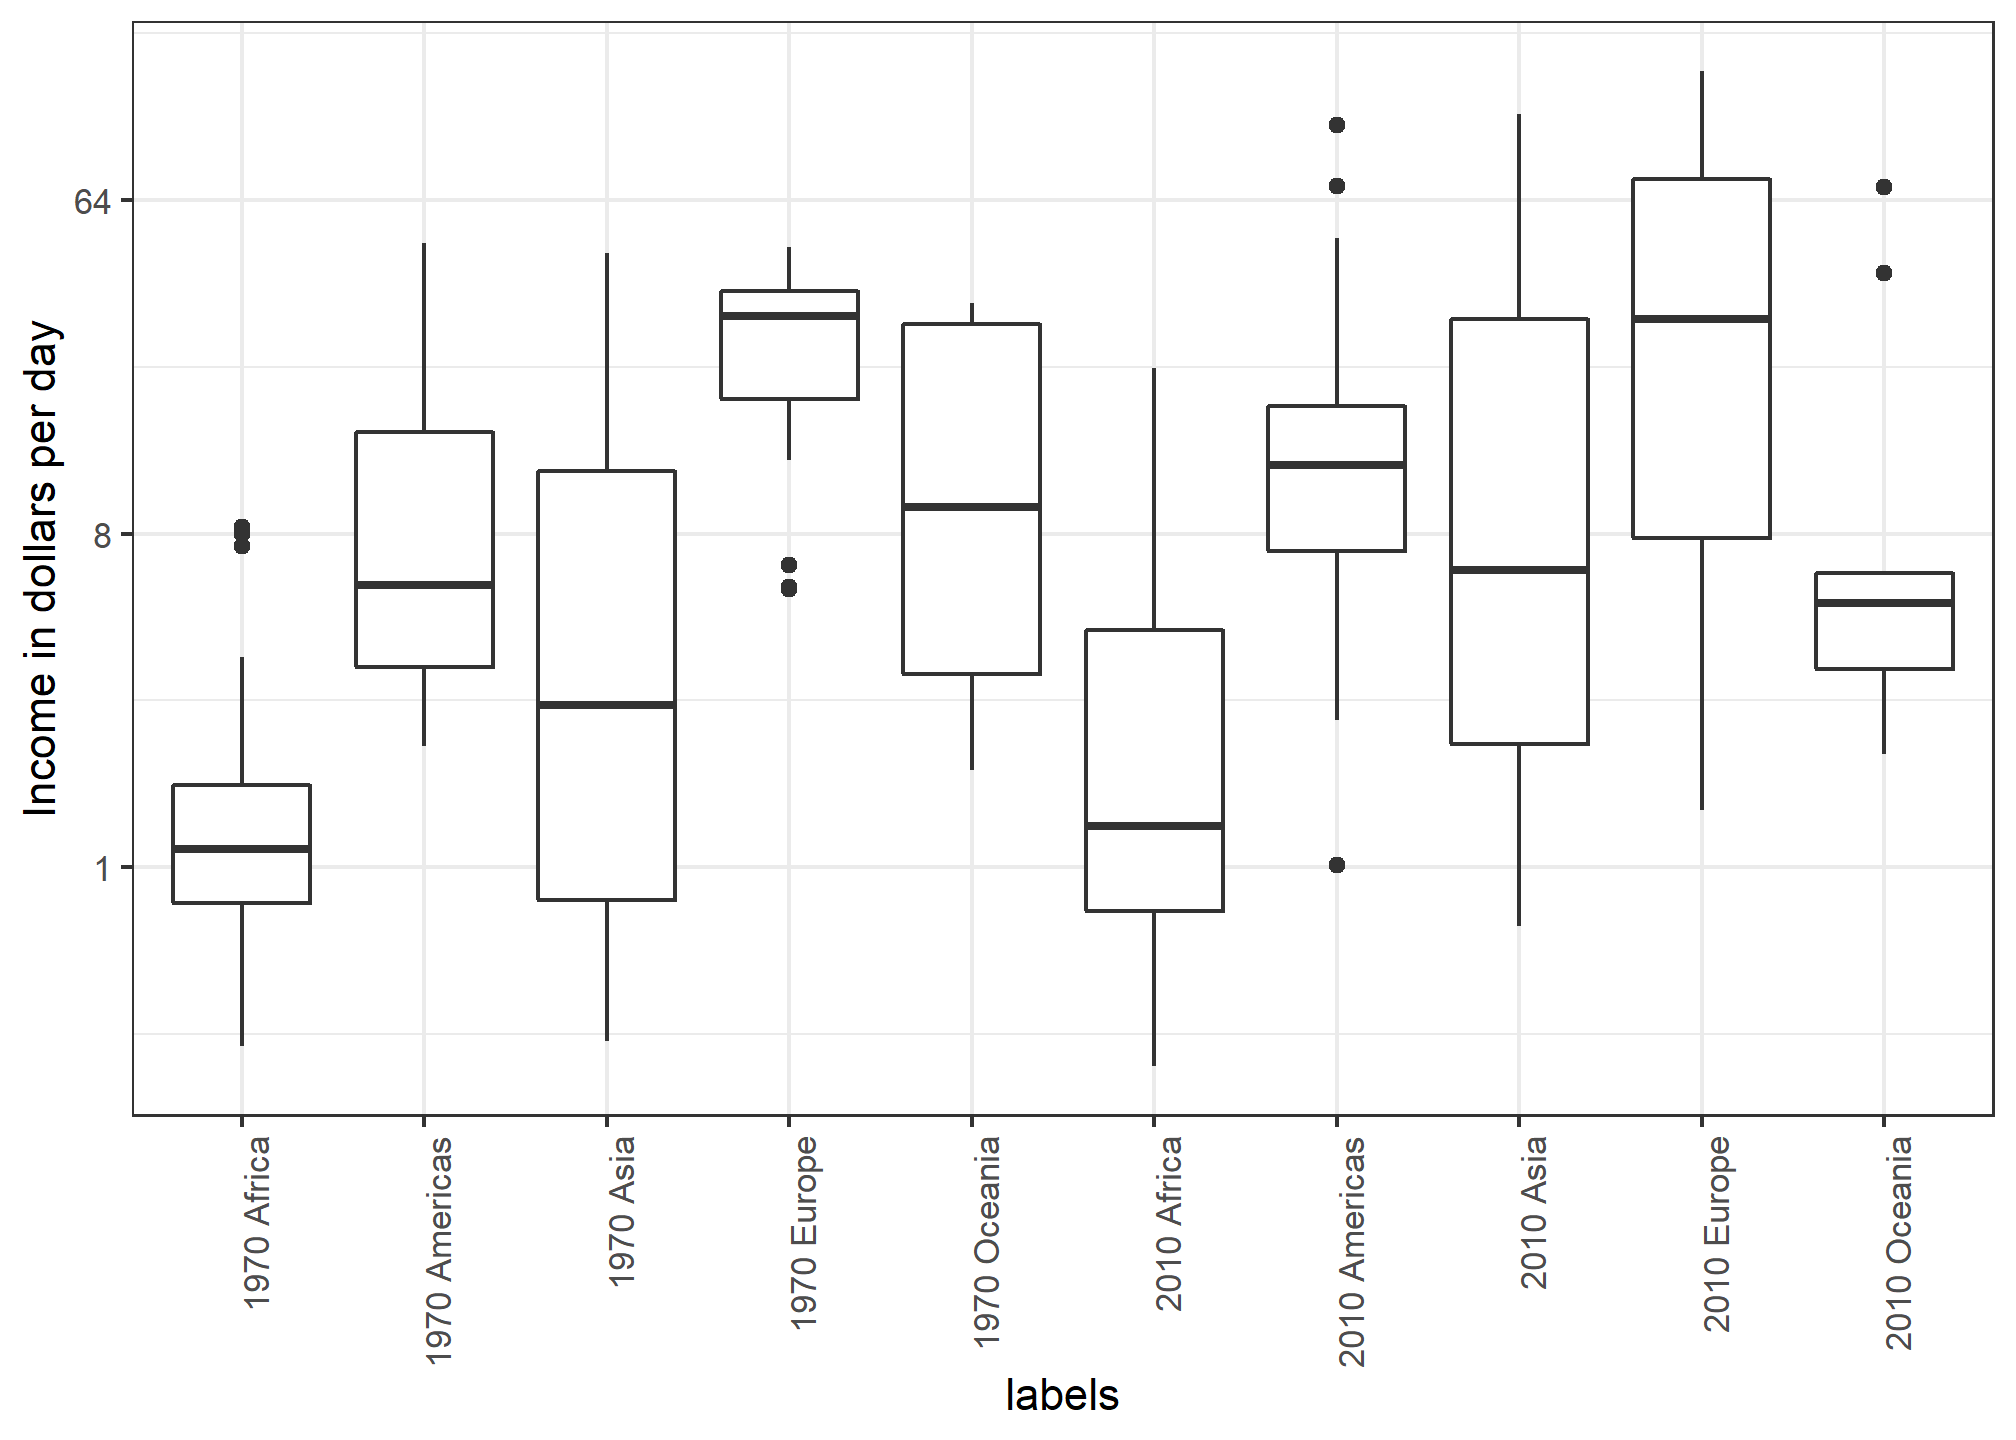 Income in dollars per day
64
8
1
1970 Africa
1970 Americas
1970 Asia
1970 Europe
1970 Oceania
2010 Africa
2010 Americas
2010 Asia
2010 Europe
2010 Oceania
labels